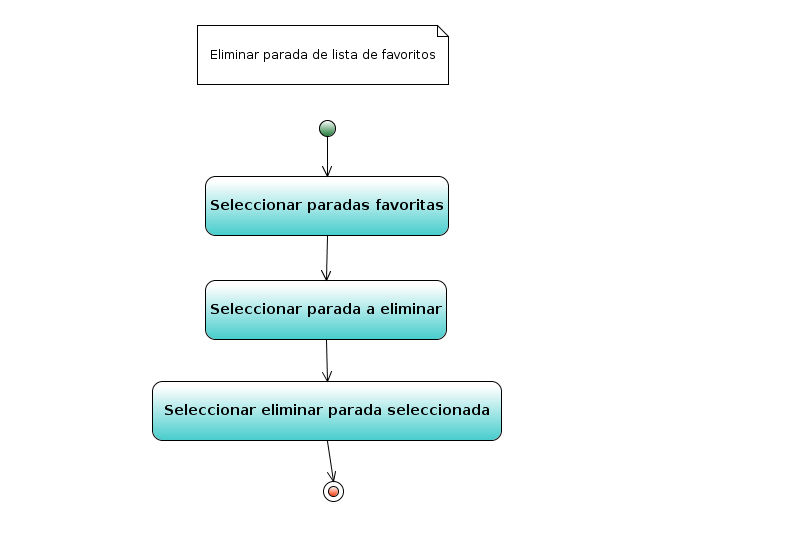 Eliminar parada de lista de favoritos
Seleccionar paradas favoritas
Seleccionar parada a eliminar
Seleccionar eliminar parada seleccionada